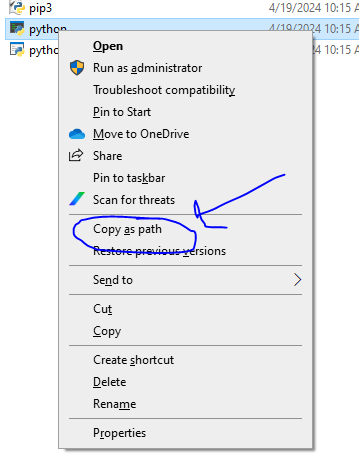 pip3 4/19/2024 10:15 A
python 4/19/2024 10:15 A
pytho 4/19/2024 10:15 A
Open
Run as administrator
Troubleshoot compatibility
Pin to Start
Move to OneDrive
Share
Pin to taskbar
Scan for threats
Copy as path
Restore previous versions
Send to
Cut
Copy
Create shortcut
Delete
Rename
Properties